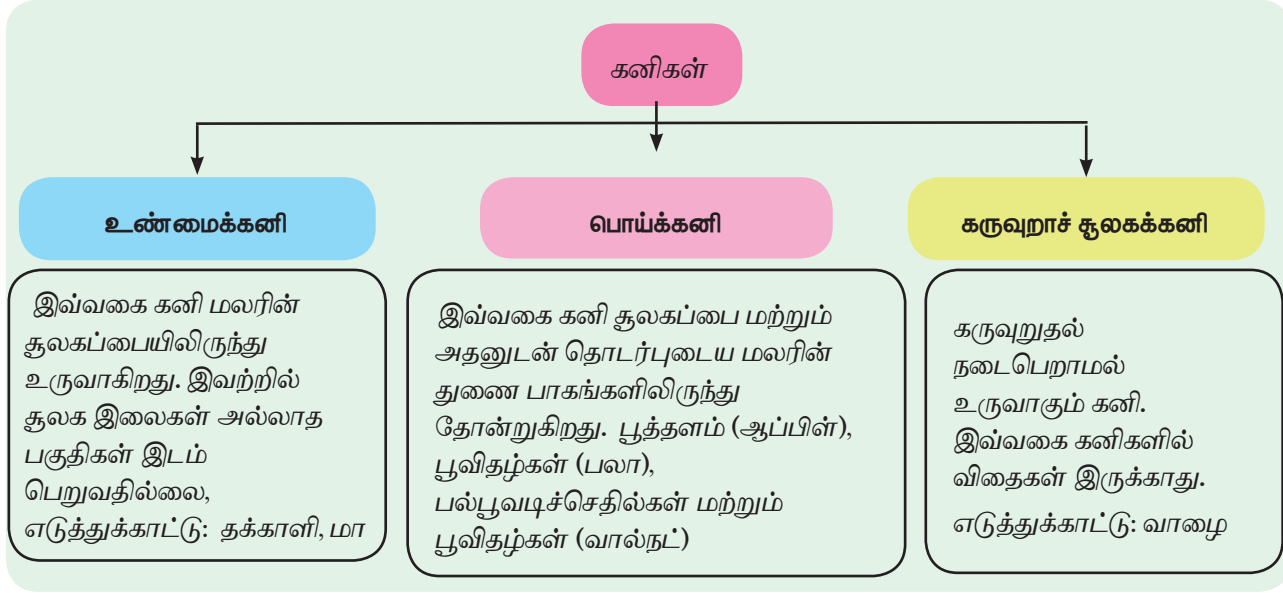 கனிகள்
உண்மைக்கனி
இவ்வகை கனி மலரின்
சூலகப்பையிலிருந்து
உருவாகிறது. இவற்றில்
சூலக இலைகள் அல்லாத
பகுதிகள் இடம்
பெறுவதில்லை,
எடுத்துக்காட்டு: தக்காளி, மா
பொய்க்கனி
இவ்வகை கனி சூலகப்பை மற்றும்
அதனுடன் தொடர்புடைய மலரின்
துணை பாகங்களிலிருந்து
தோன்றுகிறது. பூத்தளம் (ஆப்பிள்),
பூவிதழ்கள் (பலா),
பல்பூவடிச்செதில்கள் மற்றும்
பூவிதழ்கள் (வால்நட்)
கருவுறாச் சூலகக்கனி
கருவுறுதல்
நடைபெறாமல்
உருவாகும் கனி.
இவ்வகை கனிகளில்
விதைகள் இருக்காது.
எடுத்துக்காட்டு: வாழை